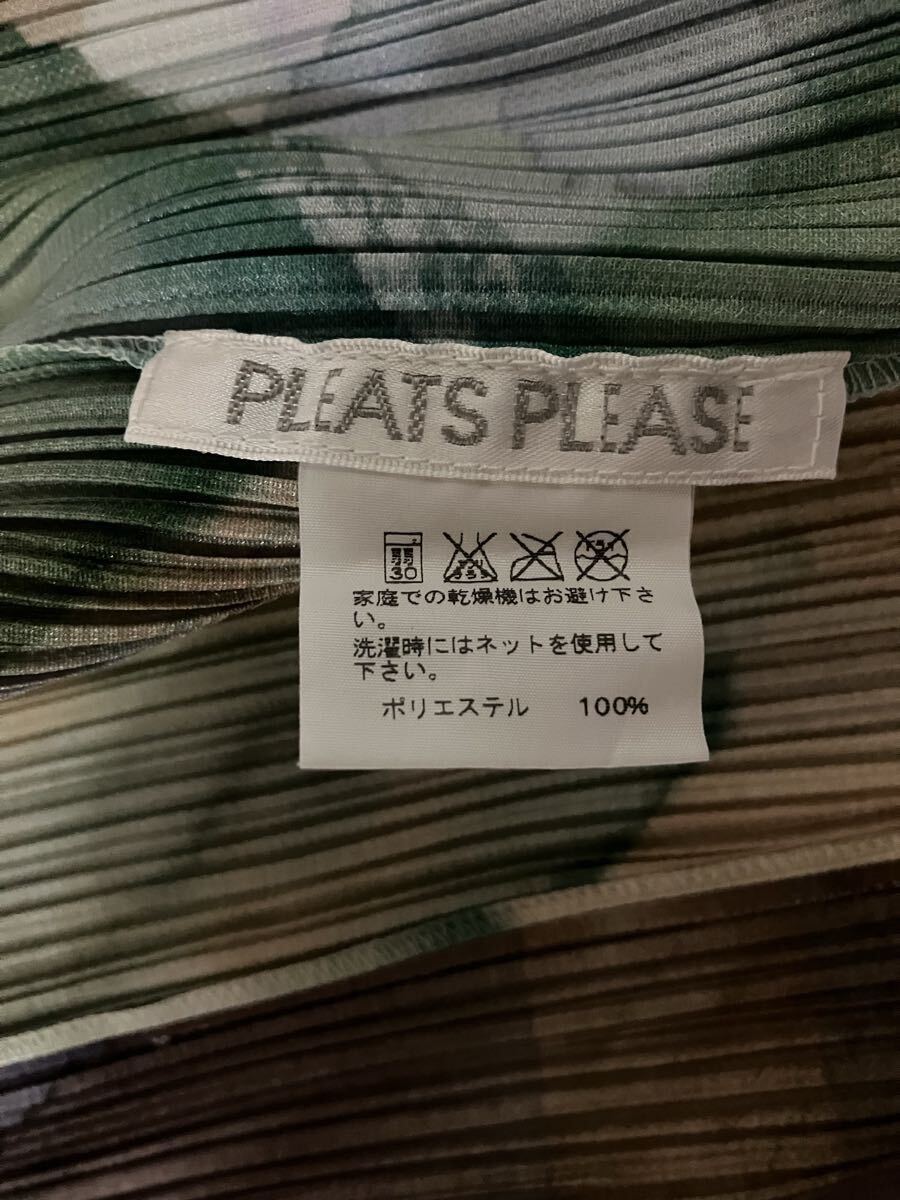 PLEATS PLEASE
30
家庭での乾燥機はお避け下さ
い。
洗濯時にはネットを使用して
下さい。
ポリエステル 100%